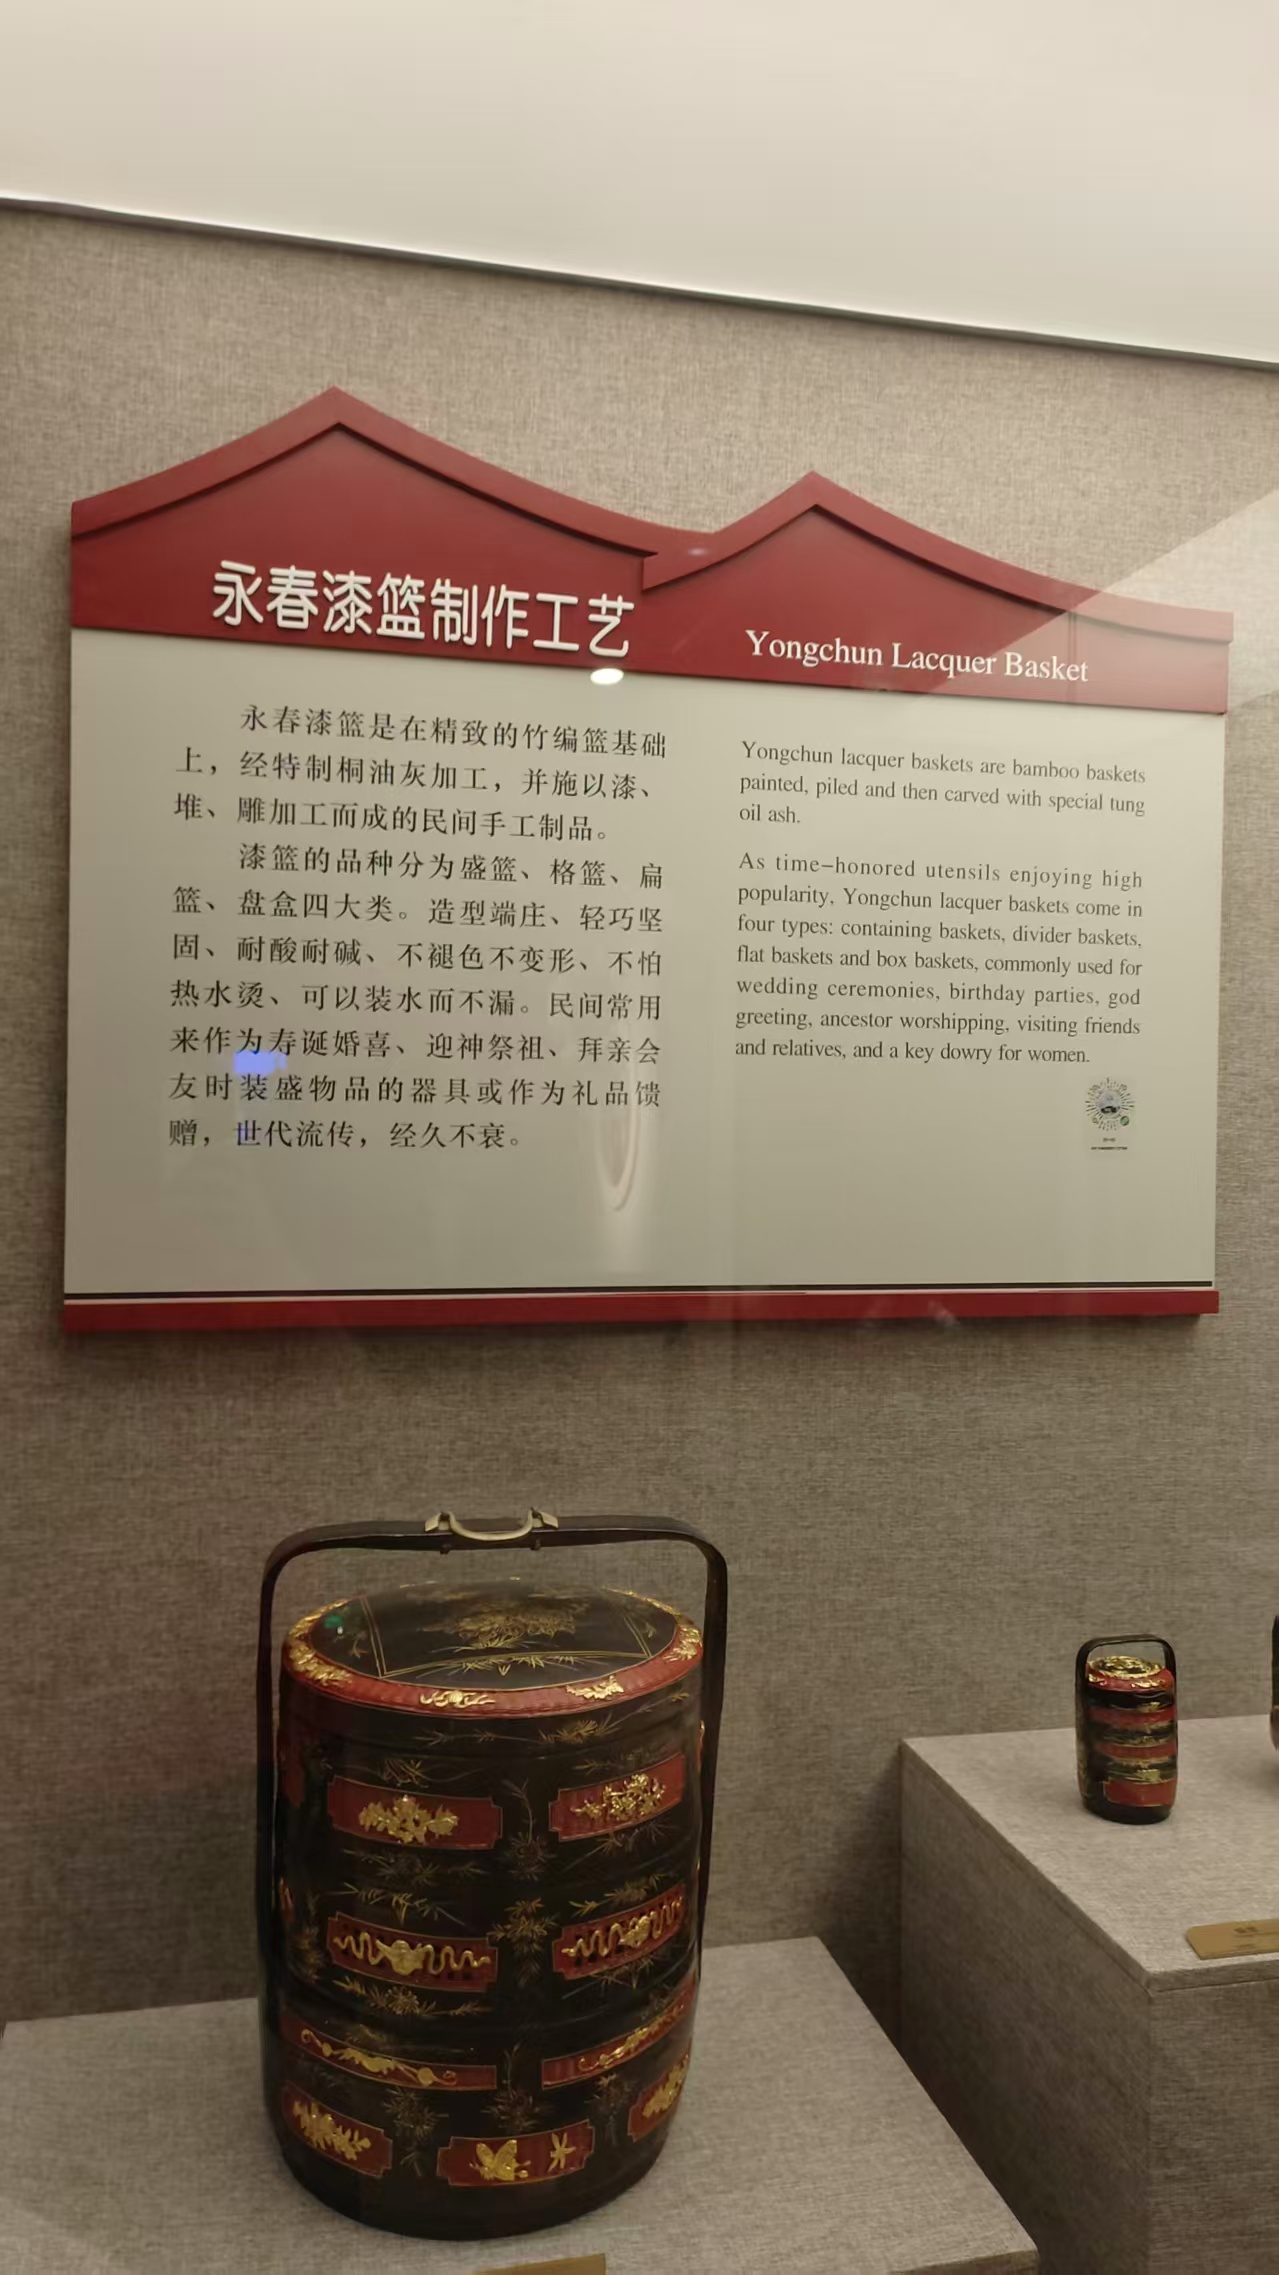 永春漆篮制作工艺
Yongchun Lacquer Basket
永春漆篮是在精致的竹编篮基础
上，经特制桐油灰加工，并施以漆、
堆、雕加工而成的民间手工制品。
漆篮的品种分为盛篮、格篮、扁
篮、盘盒四大类。造型端庄、轻巧坚
固、耐酸耐碱、不褪色不变形、不怕
热水烫、可以装水而不漏。民间常用
来作为寿诞婚喜、迎神祭祖、拜亲会
友时装盛物品的器具或作为礼品馈
赠，世代流传，经久不衰。
Yongchun lacquer baskets are bamboo baskets
painted, piled and then carved with special tung
oil ash.
As time-honored utensils enjoying high
popularity, Yongchun lacquer baskets come in
four types: containing baskets, divider baskets,
flat baskets and box baskets, commonly used for
wedding ceremonies, birthday parties, god
greeting, ancestor worshipping, visiting friends
and relatives, and a key dowry for women.